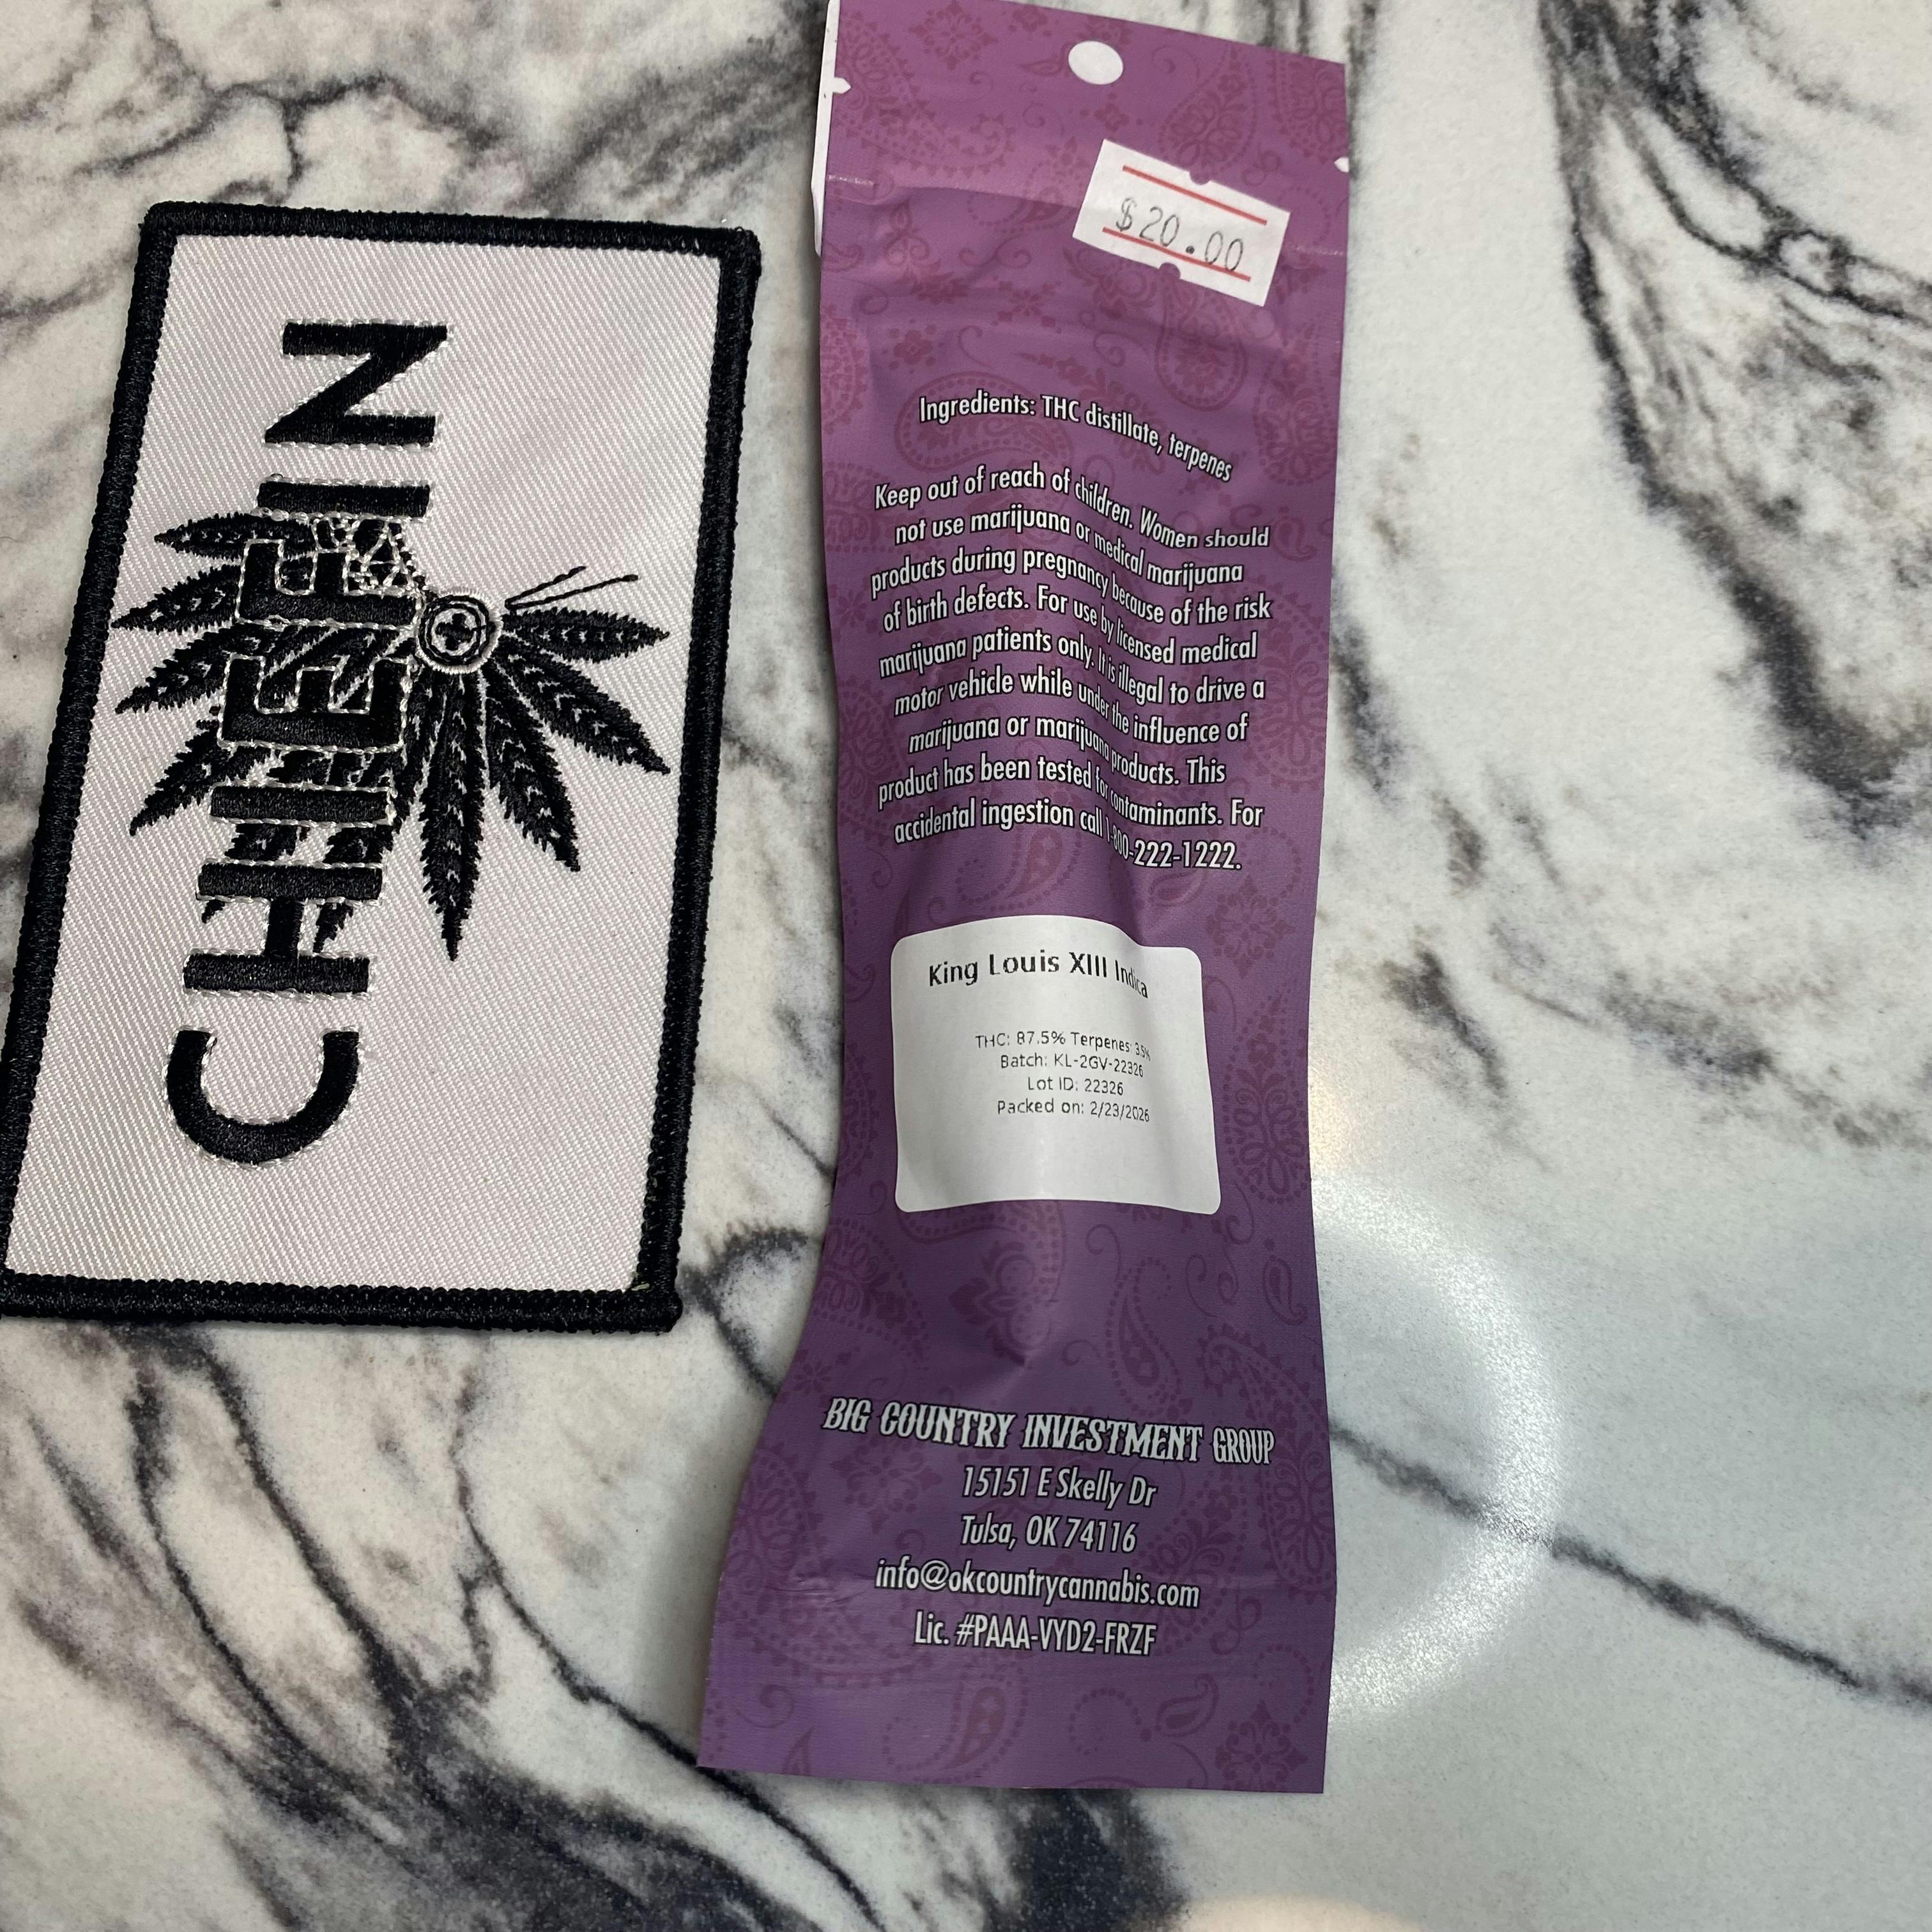 CHIEFIN
$20.00
Ingredients: THC distillate, terpenes
Keep out of reach of children. Women should
not use marijuana or medical marijuana
products during pregnancy because of the risk
of birth defects. For use by licensed medical
marijuana patients only. It is illegal to drive a
motor vehicle while under the influence of
marijuana or marijuana products. This
product has been tested for contaminants. For
accidental ingestion call 1-800-222-1222.
King Louis XIII Indica
THC: 87.5% Terpenes:
Batch: KL-2GV-22326
Lot ID: 22326
Packed on: 2/23/2026
BIG COUNTRY INVESTMENT GROUP
15151 E Skelly Dr
Tulsa, OK 74116
info@okcountrycannabis.com
Lic. #PAAA-VYD2-FRZF